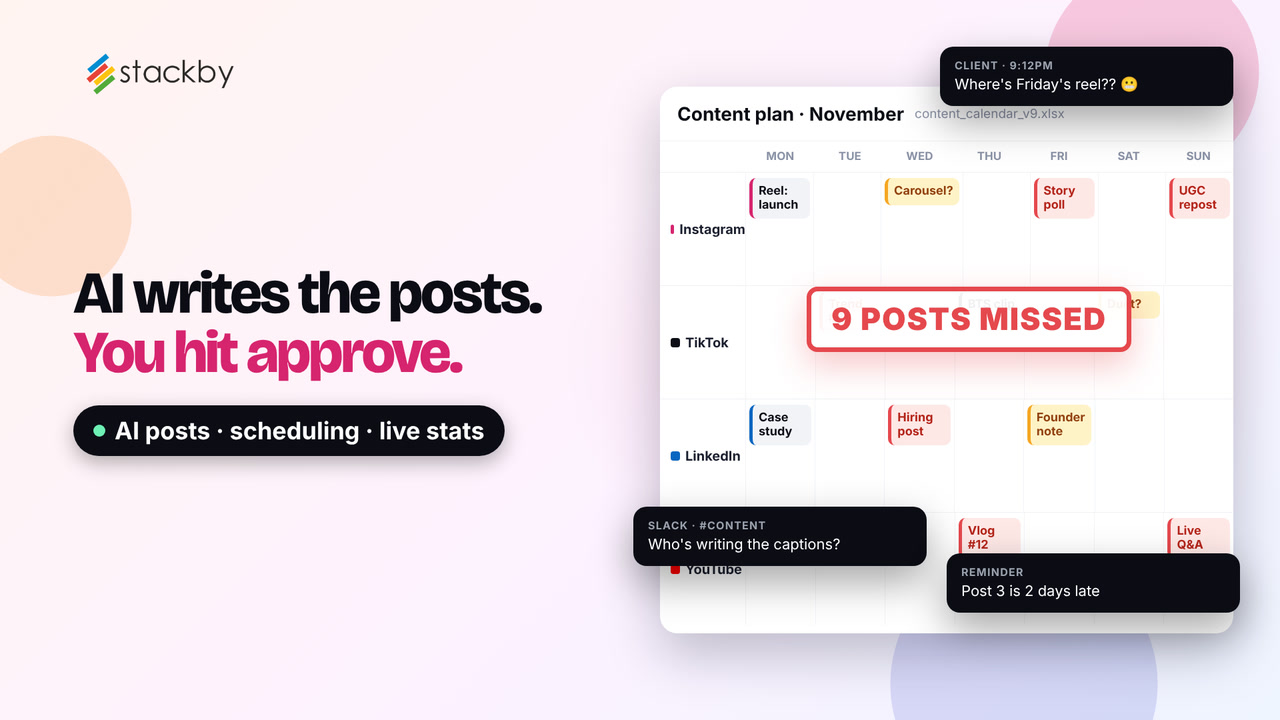 stackby
AI writes the posts.
You hit approve.
AI posts · scheduling · live stats
CLIENT · 9:12PM
Where's Friday's reel?? 😬
Content plan · November content_calendar_v9.xlsx
MON TUE WED THU FRI SAT SUN
Instagram
Reel:
launch
Carousel?
Story
poll
UGC
repost
TikTok
9 POSTS MISSED
LinkedIn
Case
study
Hiring
post
Founder
note
YouTube
Vlog
#12
Live
Q&A
SLACK · #CONTENT
Who's writing the captions?
REMINDER
Post 3 is 2 days late